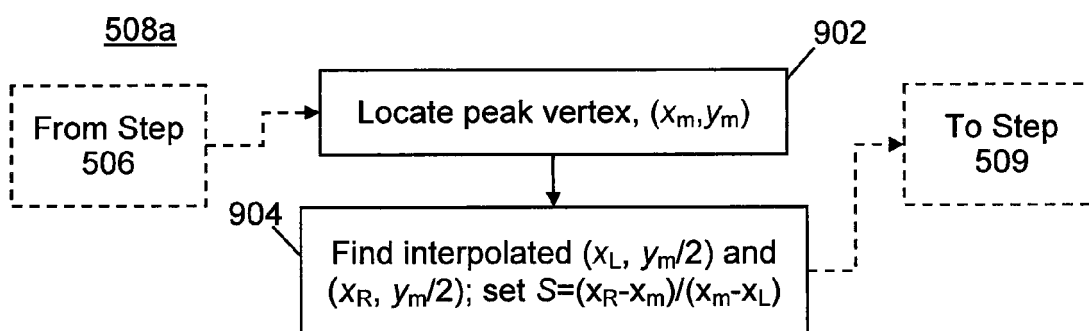 508a
902
From Step
506
Locate peak vertex, (xm,ym)
To Step
509
904
Find interpolated (xL, ym/2) and
(xR, ym/2); set S=(xR-xm)/(xm-xL)